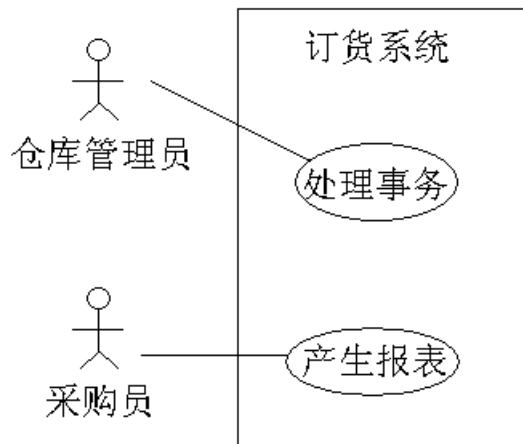 订货系统
仓库管理员
处理事务
产生报表
采购员